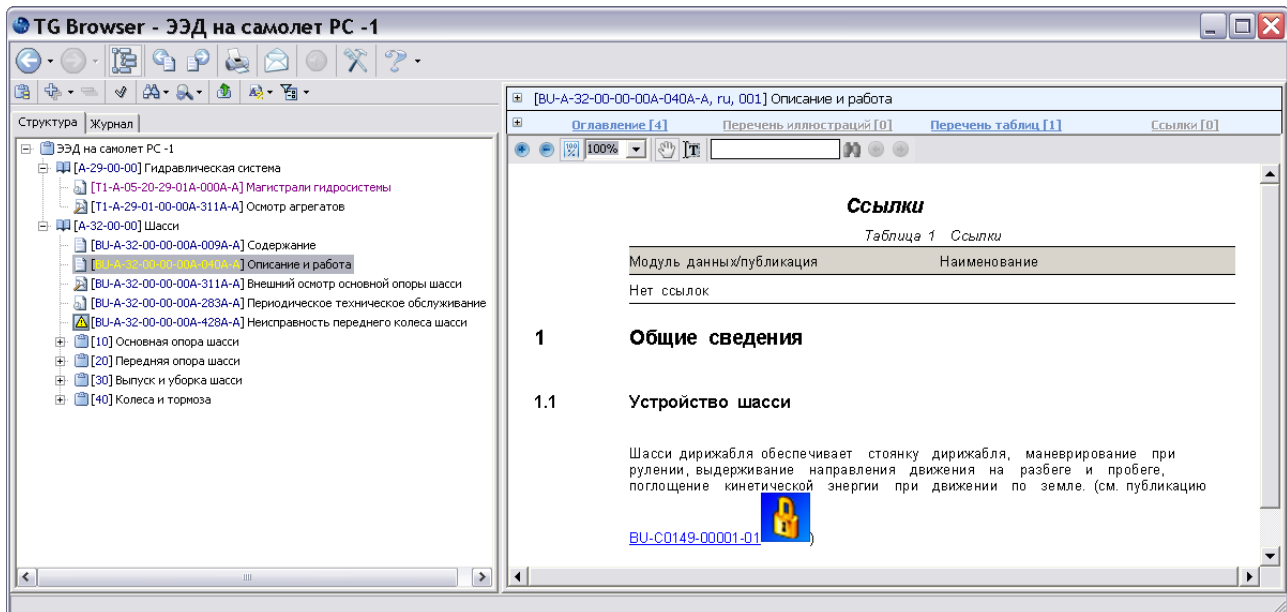 TG Browser - ЭЭД на самолет РС -1
Структура Журнал
ЭЭД на самолет РС -1
[A-29-00-00] Гидравлическая система
[T1-A-05-20-29-01A-000A-A] Магистрали гидросистемы
[T1-A-29-01-00-00A-311A-A] Осмотр агрегатов
[A-32-00-00] Шасси
[BU-A-32-00-00-00A-009A-A] Содержание
[BU-A-32-00-00-00A-040A-A] Описание и работа
[BU-A-32-00-00-00A-311A-A] Внешний осмотр основной опоры шасси
[BU-A-32-00-00-00A-283A-A] Периодическое техническое обслуживание
[BU-A-32-00-00-00A-428A-A] Неисправность переднего колеса шасси
[10] Основная опора шасси
[20] Передняя опора шасси
[30] Выпуск и уборка шасси
[40] Колеса и тормоза
[BU-A-32-00-00-00A-040A-A, ru, 001] Описание и работа
Оглавление [4] Перечень иллюстраций [0] Перечень таблиц [1] Ссылки [0]
100%
Ссылки
Таблица 1 Ссылки
Модуль данных/публикация Наименование
Нет ссылок
1 Общие сведения
1.1 Устройство шасси
Шасси дирижабля обеспечивает стоянку дирижабля, маневрирование при
рулении, выдерживание направления движения на разбеге и пробеге,
поглощение кинетической энергии при движении по земле. (см. публикацию
BU-C0149-00001-01 )